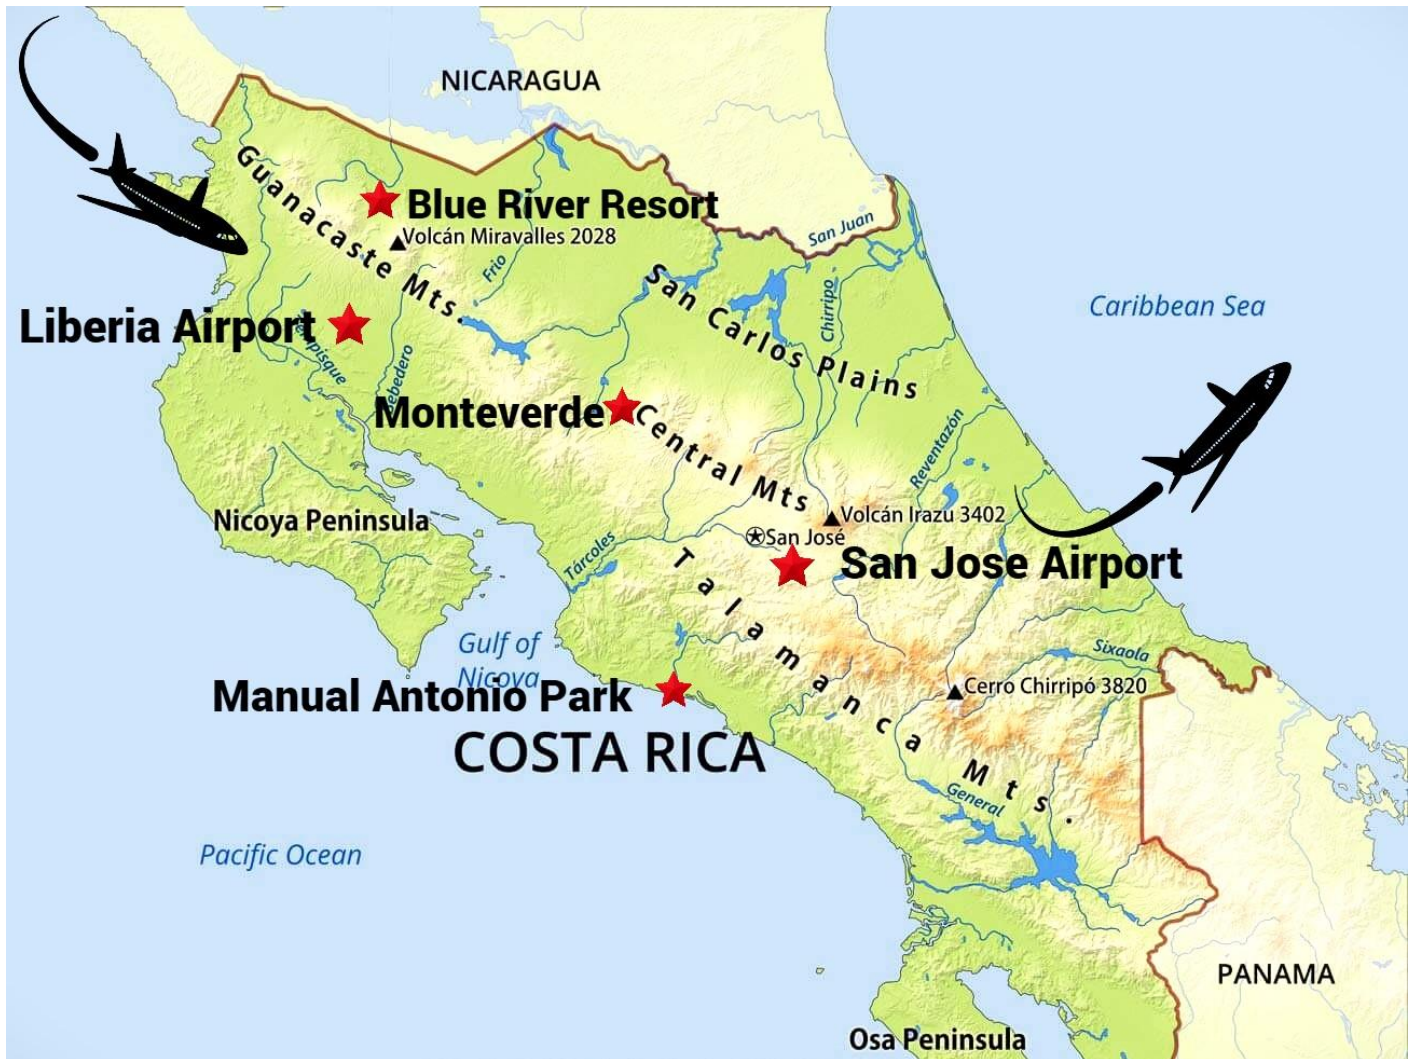 NICARAGUA
Guanacaste Mts.
Blue River Resort
Volcán Miravalles 2028
San Juan
Frio
San Carlos Plains
Chirripo
Caribbean Sea
Liberia Airport
Monteverde
Central Mts
Reventazón
Nicoya Peninsula
Volcán Irazu 3402
San José
San Jose Airport
Tárcoles
Talamanca Mts.
Gulf of
Nicoya
Sixaola
Manual Antonio Park
Cerro Chirripó 3820
COSTA RICA
General
Pacific Ocean
PANAMA
Osa Peninsula